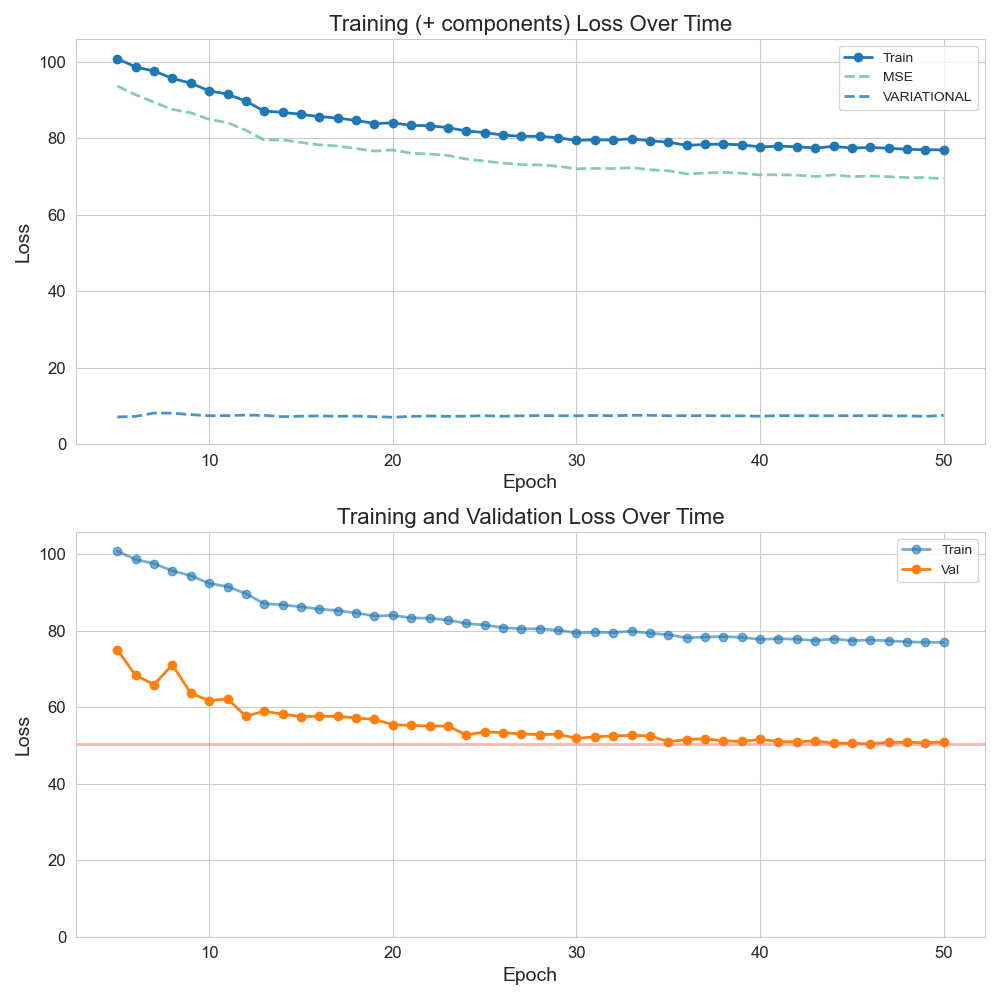 Training (+ components) Loss Over Time
100
80
60
40
20
0
Loss
Train
MSE
VARIATIONAL
10 20 30 40 50
Epoch
Training and Validation Loss Over Time
100
80
60
40
20
0
Loss
Train
Val
10 20 30 40 50
Epoch